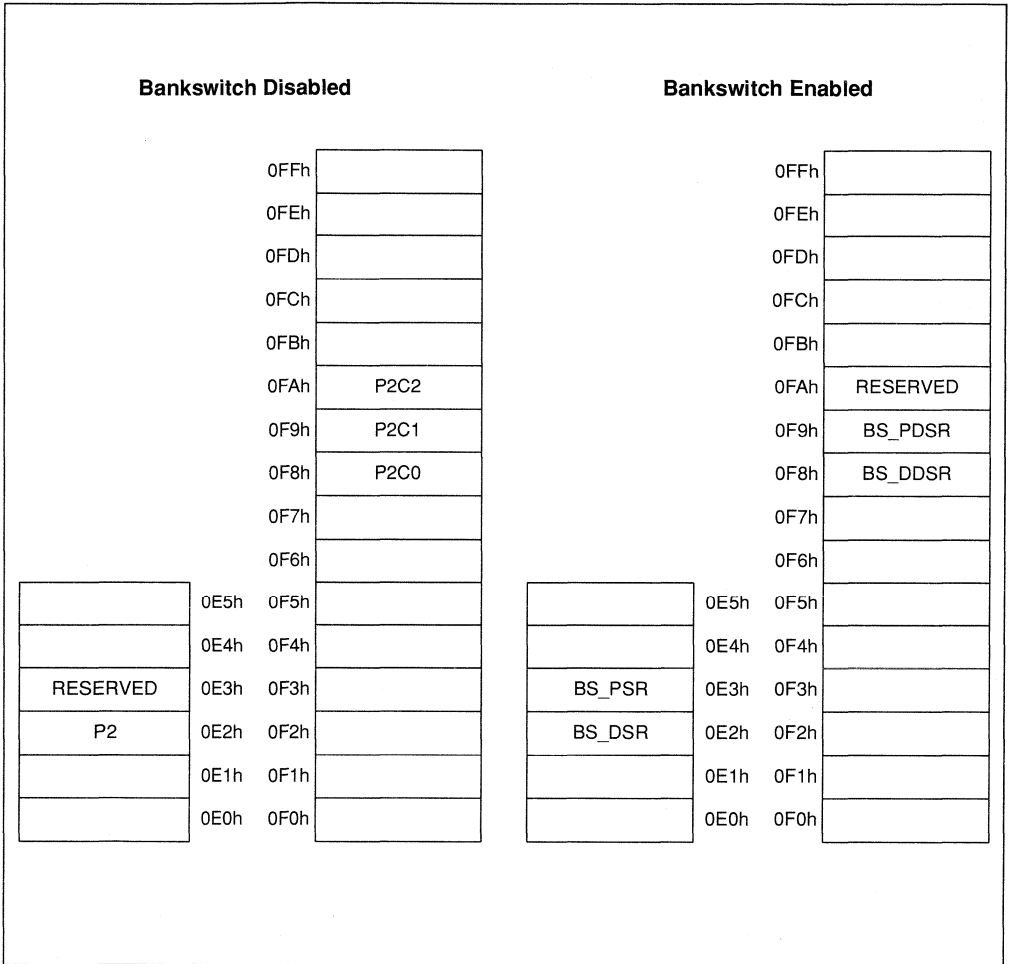 Bankswitch Disabled
0FFh
0FEh
0FDh
0FCh
0FBh
0FAh P2C2
0F9h P2C1
0F8h P2C0
0F7h
0F6h
0E5h 0F5h
0E4h 0F4h
RESERVED 0E3h 0F3h
P2 0E2h 0F2h
0E1h 0F1h
0E0h 0F0h
Bankswitch Enabled
0FFh
0FEh
0FDh
0FCh
0FBh
0FAh RESERVED
0F9h BS_PDSR
0F8h BS_DDSR
0F7h
0F6h
0E5h 0F5h
0E4h 0F4h
BS_PSR 0E3h 0F3h
BS_DSR 0E2h 0F2h
0E1h 0F1h
0E0h 0F0h